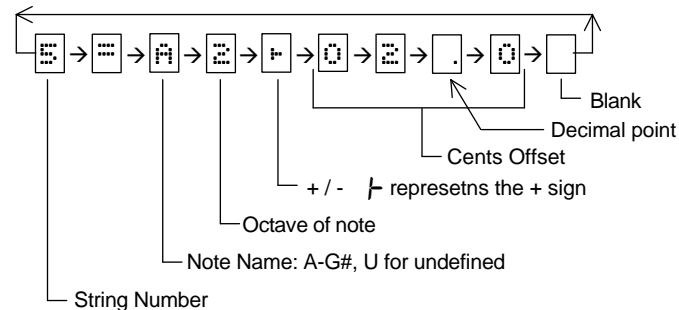 5 → = → A → 2 → ⊦ → 0 → 2 → . → 0 →
Blank
Decimal point
Cents Offset
+ / - ⊦ represetns the + sign
Octave of note
Note Name: A-G#, U for undefined
String Number